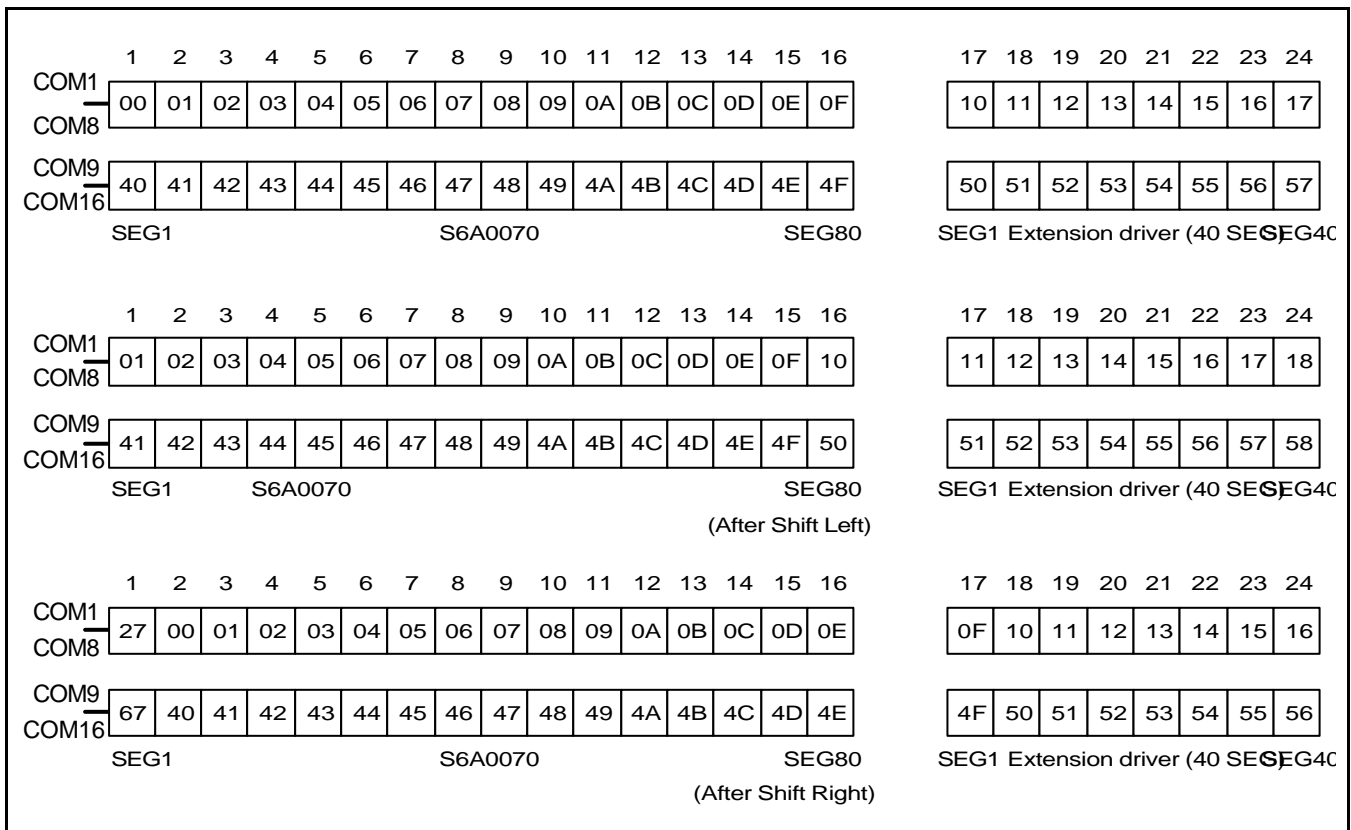 1 2 3 4 5 6 7 8 9 10 11 12 13 14 15 16 17 18 19 20 21 22 23 24
COM1
00 01 02 03 04 05 06 07 08 09 0A 0B 0C 0D 0E 0F 10 11 12 13 14 15 16 17
COM8
COM9
40 41 42 43 44 45 46 47 48 49 4A 4B 4C 4D 4E 4F 50 51 52 53 54 55 56 57
COM16
SEG1 S6A0070 SEG80 SEG1 Extension driver (40 SEG) SEG40
1 2 3 4 5 6 7 8 9 10 11 12 13 14 15 16 17 18 19 20 21 22 23 24
COM1
01 02 03 04 05 06 07 08 09 0A 0B 0C 0D 0E 0F 10 11 12 13 14 15 16 17 18
COM8
COM9
41 42 43 44 45 46 47 48 49 4A 4B 4C 4D 4E 4F 50 51 52 53 54 55 56 57 58
COM16
SEG1 S6A0070 SEG80 SEG1 Extension driver (40 SEG) SEG40
(After Shift Left)
1 2 3 4 5 6 7 8 9 10 11 12 13 14 15 16 17 18 19 20 21 22 23 24
COM1
27 00 01 02 03 04 05 06 07 08 09 0A 0B 0C 0D 0E 0F 10 11 12 13 14 15 16
COM8
COM9
67 40 41 42 43 44 45 46 47 48 49 4A 4B 4C 4D 4E 4F 50 51 52 53 54 55 56
COM16
SEG1 S6A0070 SEG80 SEG1 Extension driver (40 SEG) SEG40
(After Shift Right)